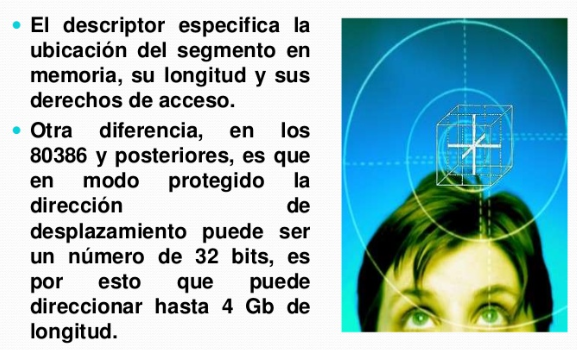 El descriptor especifica la
ubicación del segmento en
memoria, su longitud y sus
derechos de acceso.
Otra diferencia, en los
80386 y posteriores, es que
en modo protegido la
dirección de
desplazamiento puede ser
un número de 32 bits, es
por esto que puede
direccionar hasta 4 Gb de
longitud.